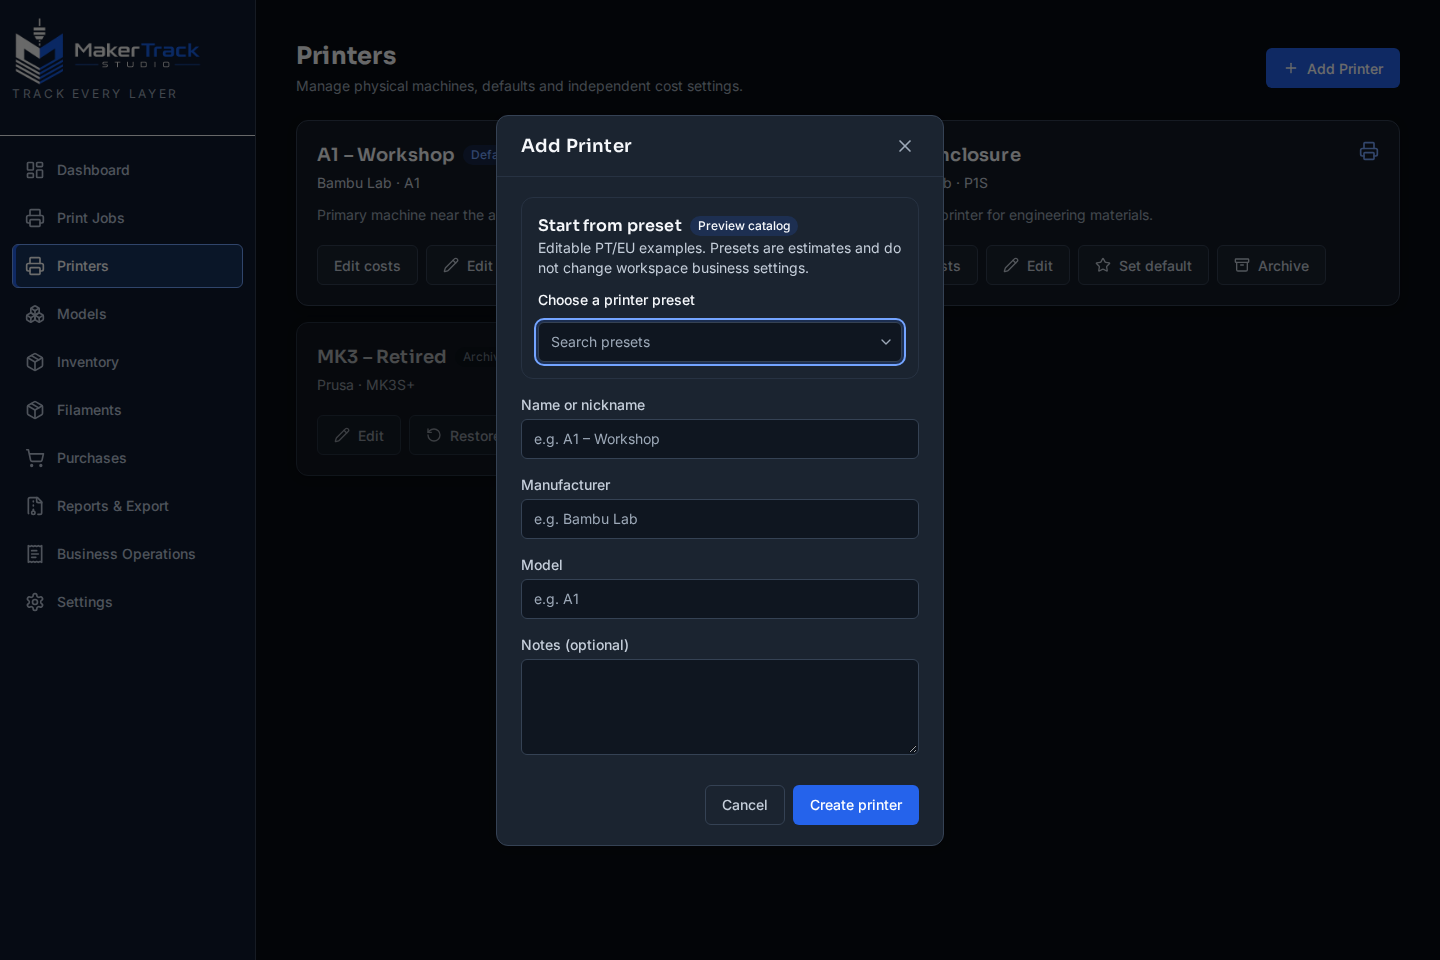 MakerTrack
STUDIO
TRACK EVERY LAYER
Dashboard
Print Jobs
Printers
Models
Inventory
Filaments
Purchases
Reports & Export
Business Operations
Settings
Printers
Manage physical machines, defaults and independent cost settings.
Add Printer
A1 – Workshop
Bambu Lab · A1
Primary machine near the
Edit costs
Edit
P1S
printer for engineering materials.
Edit
Set default
Archive
MK3 – Retired
Prusa · MK3S+
Edit
Restore
Add Printer
Start from preset Preview catalog
Editable PT/EU examples. Presets are estimates and do
not change workspace business settings.
Choose a printer preset
Search presets
Name or nickname
e.g. A1 – Workshop
Manufacturer
e.g. Bambu Lab
Model
e.g. A1
Notes (optional)
Cancel
Create printer